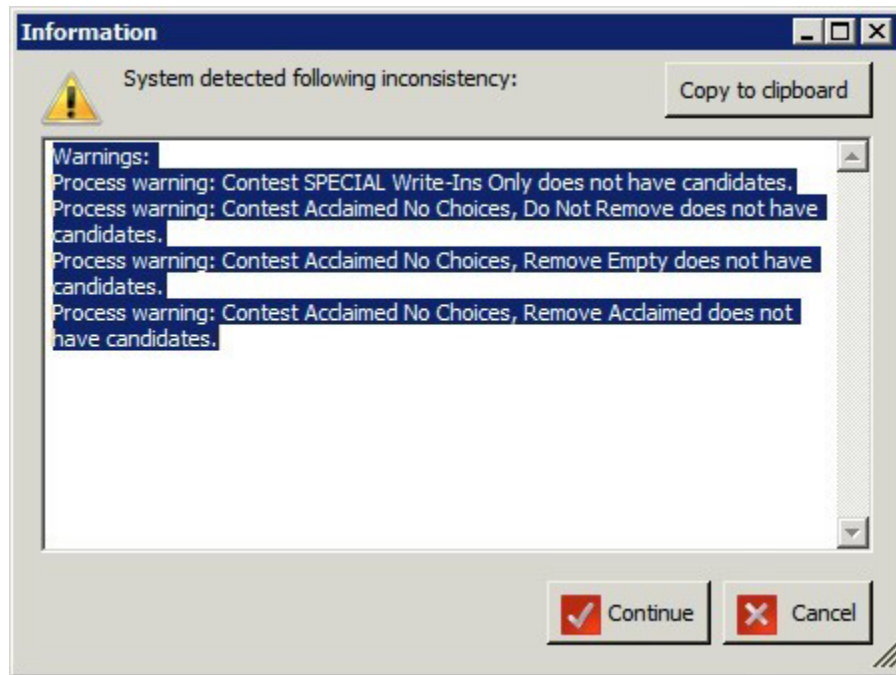 Information
System detected following inconsistency:
Copy to clipboard
Warnings:
Process warning: Contest SPECIAL Write-Ins Only does not have candidates.
Process warning: Contest Acclaimed No Choices, Do Not Remove does not have
candidates.
Process warning: Contest Acclaimed No Choices, Remove Empty does not have
candidates.
Process warning: Contest Acclaimed No Choices, Remove Acclaimed does not
have candidates.
Continue
Cancel